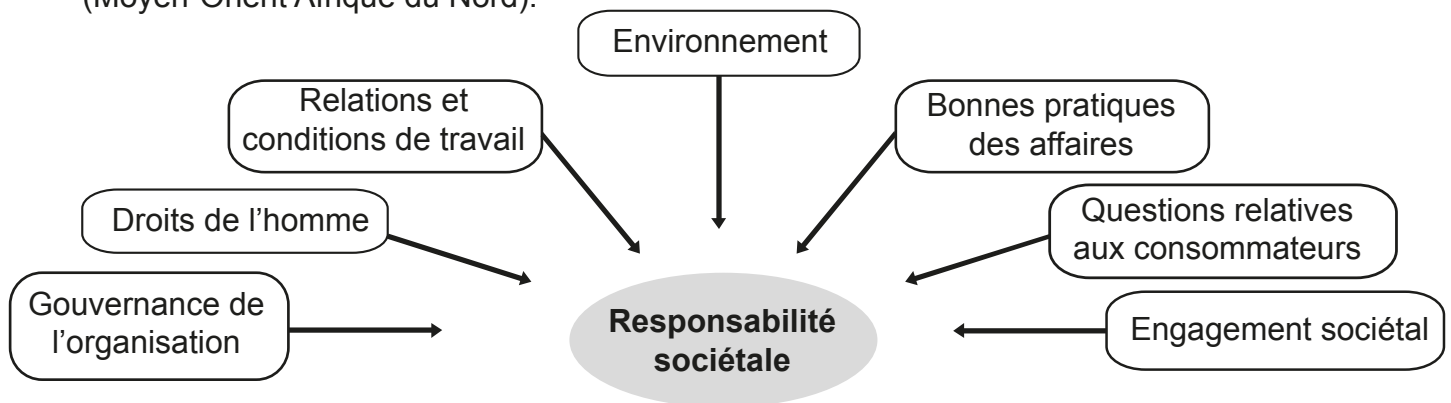 (Moyen-Orient Afrique du Nord).
Environnement
Relations et
conditions de travail
Bonnes pratiques
des affaires
Droits de l’homme
Questions relatives
aux consommateurs
Gouvernance de
l’organisation
Responsabilité
sociétale
Engagement sociétal